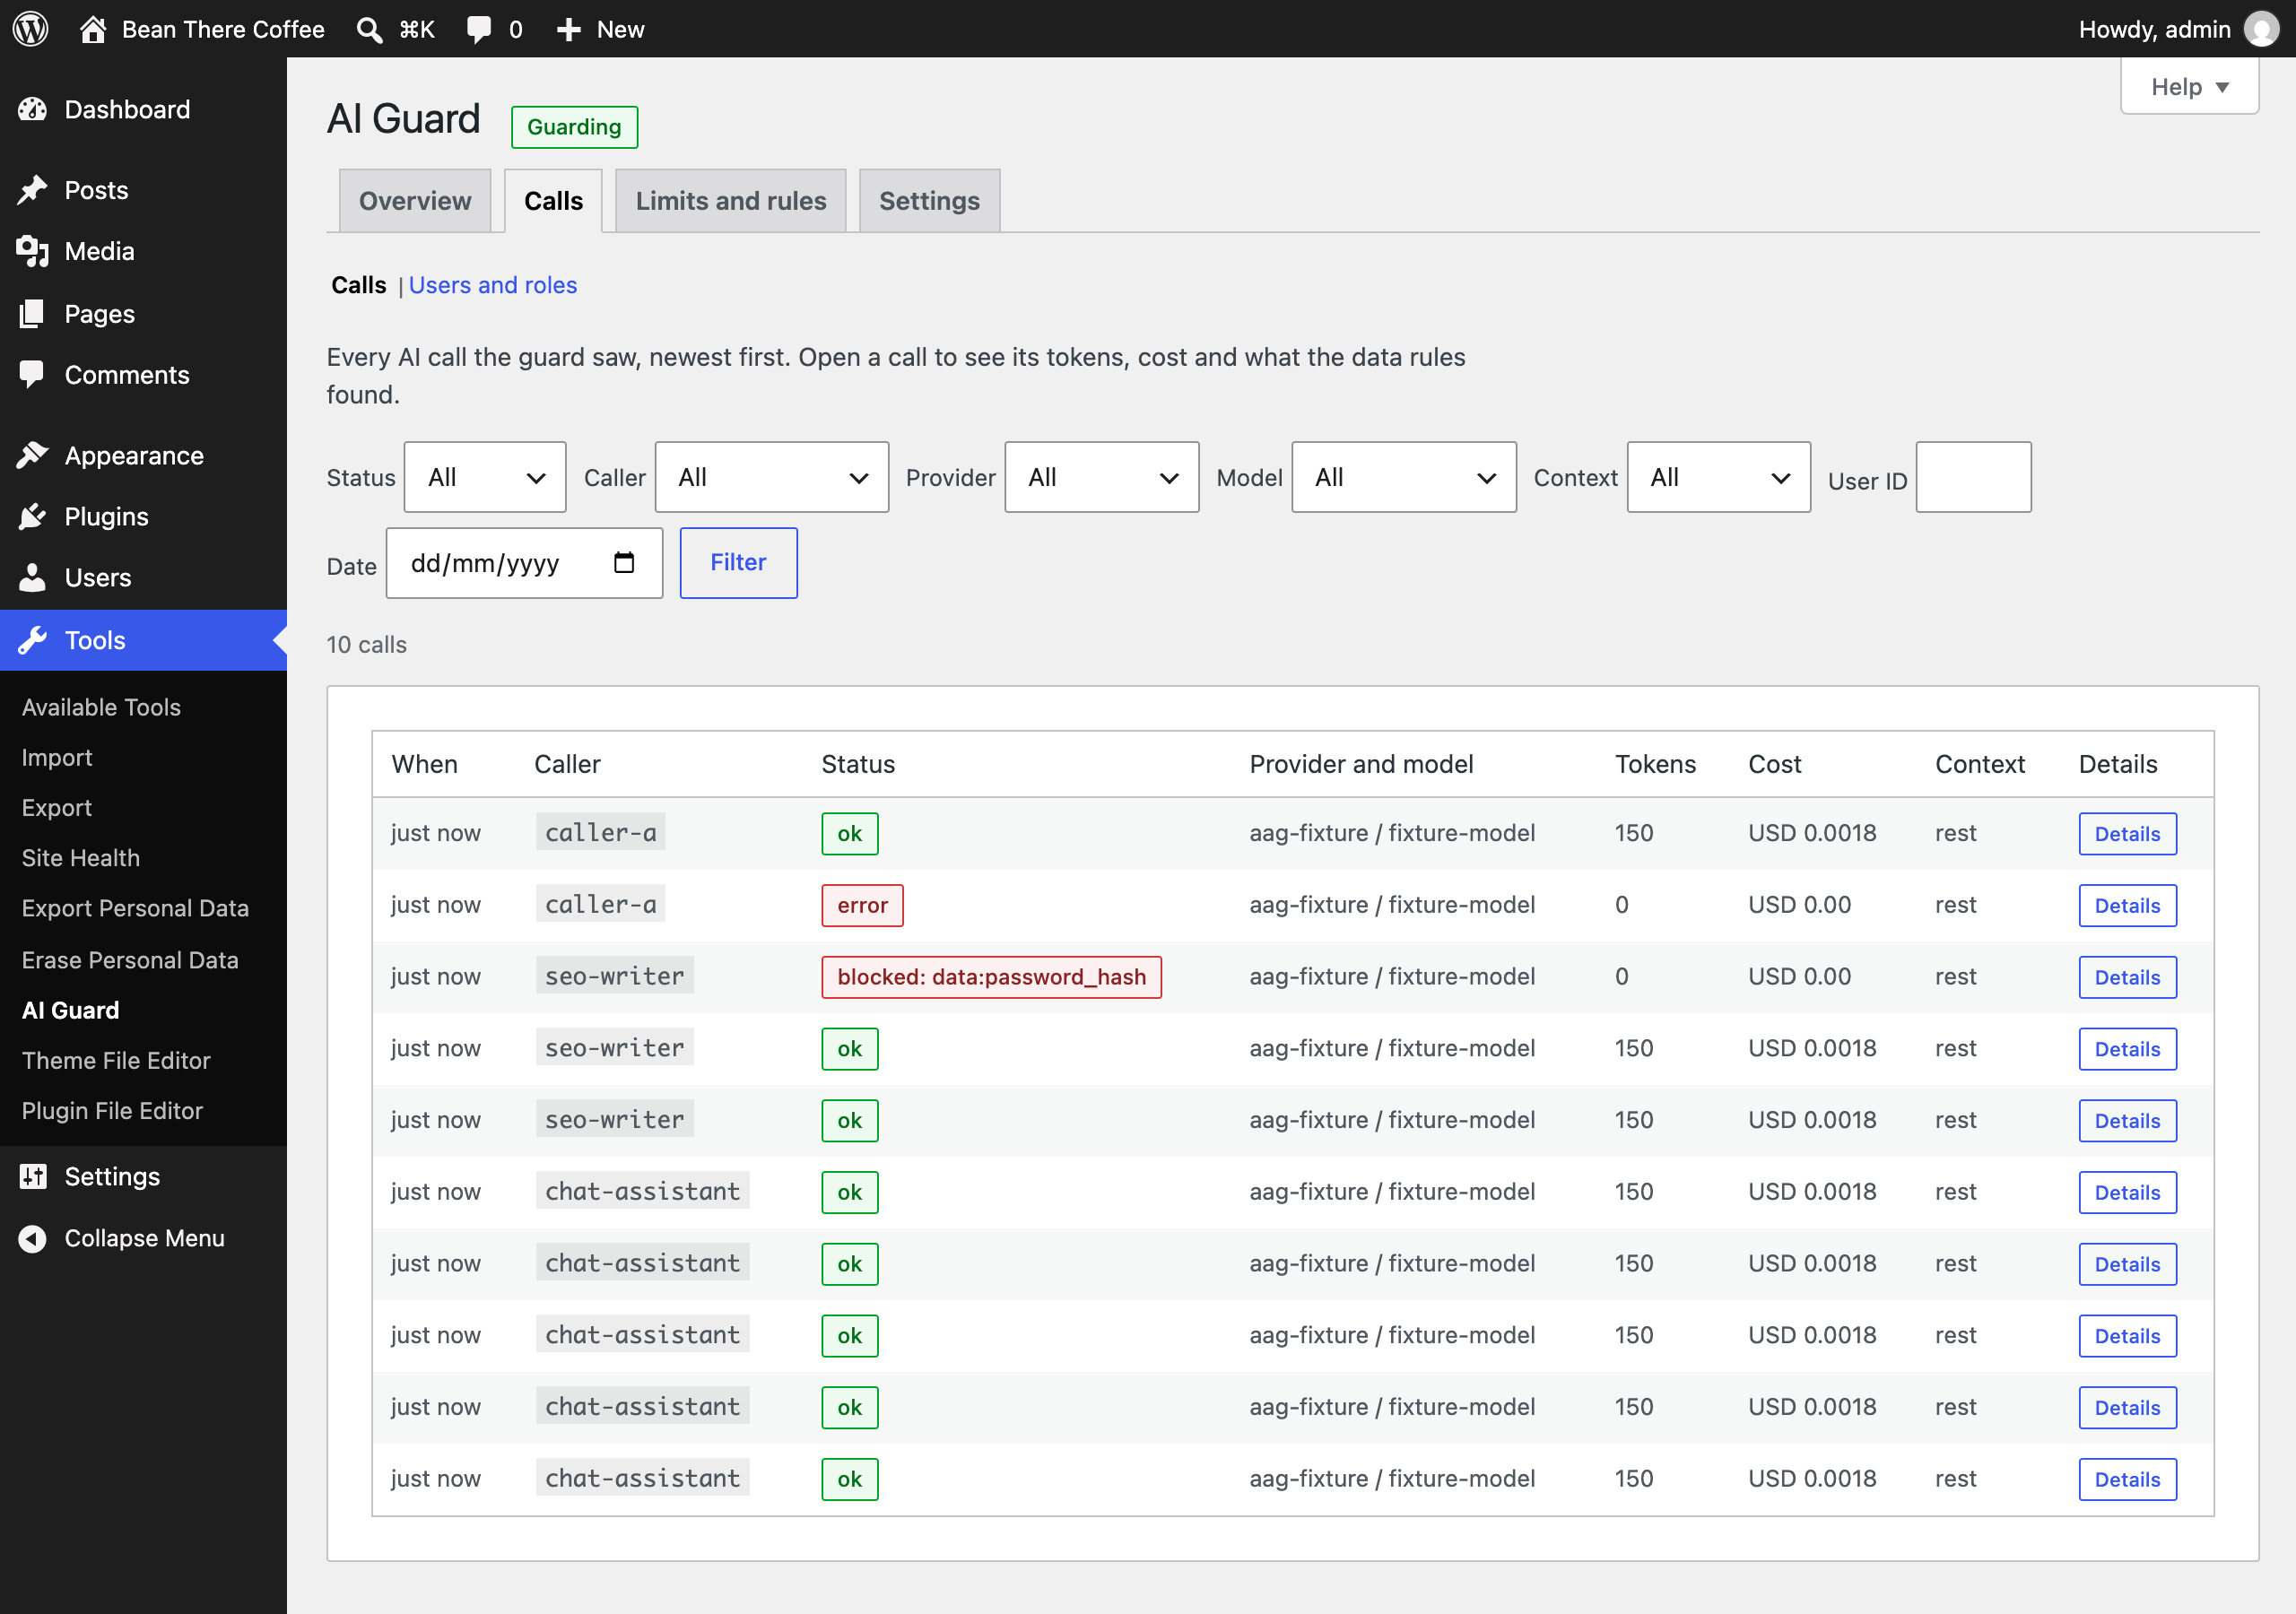 Bean There Coffee ⌘K 0 New Howdy, admin
Dashboard
Posts
Media
Pages
Comments
Appearance
Plugins
Users
Tools
Available Tools
Import
Export
Site Health
Export Personal Data
Erase Personal Data
AI Guard
Theme File Editor
Plugin File Editor
Settings
Collapse Menu
Help
AI Guard Guarding
Overview Calls Limits and rules Settings
Calls | Users and roles
Every AI call the guard saw, newest first. Open a call to see its tokens, cost and what the data rules
found.
Status All Caller All Provider All Model All Context All User ID
Date dd/mm/yyyy Filter
10 calls
When Caller Status Provider and model Tokens Cost Context Details
just now caller-a ok aag-fixture / fixture-model 150 USD 0.0018 rest Details
just now caller-a error aag-fixture / fixture-model 0 USD 0.00 rest Details
just now seo-writer blocked: data:password_hash aag-fixture / fixture-model 0 USD 0.00 rest Details
just now seo-writer ok aag-fixture / fixture-model 150 USD 0.0018 rest Details
just now seo-writer ok aag-fixture / fixture-model 150 USD 0.0018 rest Details
just now chat-assistant ok aag-fixture / fixture-model 150 USD 0.0018 rest Details
just now chat-assistant ok aag-fixture / fixture-model 150 USD 0.0018 rest Details
just now chat-assistant ok aag-fixture / fixture-model 150 USD 0.0018 rest Details
just now chat-assistant ok aag-fixture / fixture-model 150 USD 0.0018 rest Details
just now chat-assistant ok aag-fixture / fixture-model 150 USD 0.0018 rest Details